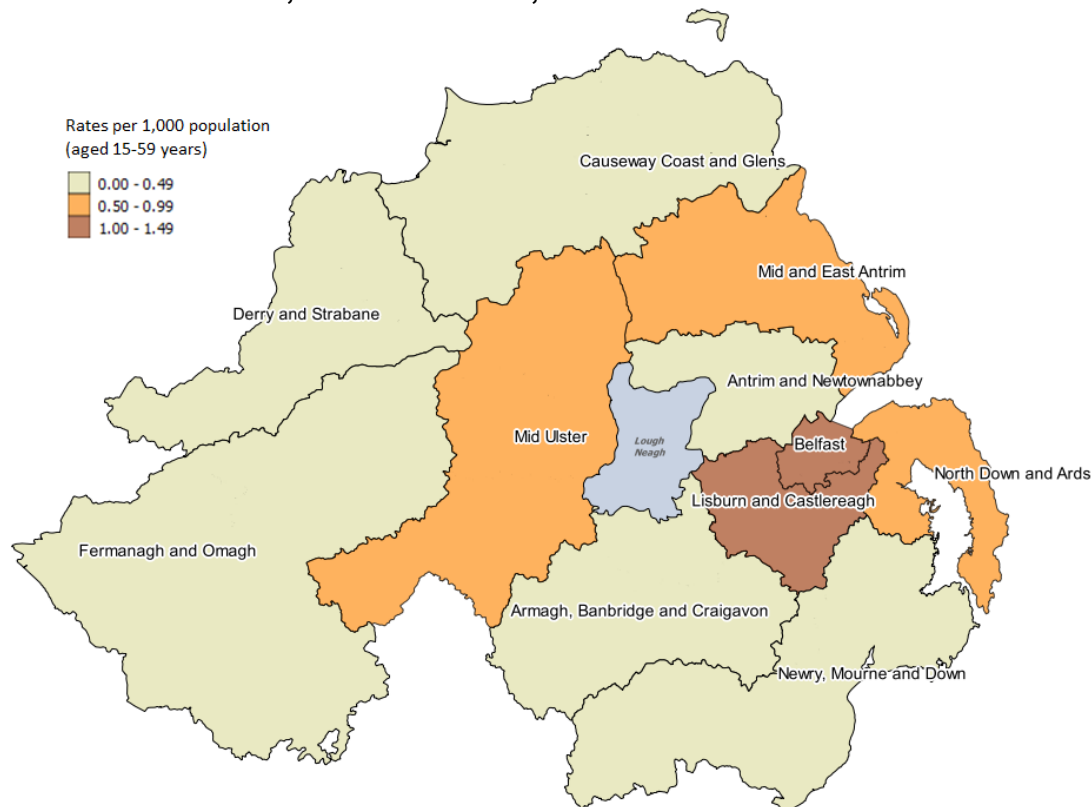 Rates per 1,000 population
(aged 15-59 years)
0.00 - 0.49
0.50 - 0.99
1.00 - 1.49
Causeway Coast and Glens
Mid and East Antrim
Derry and Strabane
Antrim and Newtownabbey
Mid Ulster
Lough
Neagh
Belfast
North Down and Ards
Lisburn and Castlereagh
Fermanagh and Omagh
Armagh, Banbridge and Craigavon
Newry, Mourne and Down